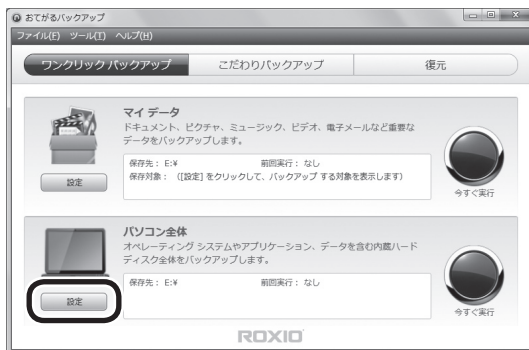 おてがるバックアップ
ファイル(F) ツール(T) ヘルプ(H)
ワンクリックバックアップ こだわりバックアップ 復元
マイ データ
ドキュメント、ピクチャ、ミュージック、ビデオ、電子メールなど重要な
データをバックアップします。
保存先： E:¥ 前回実行： なし
保存対象： （[設定] をクリックして、バックアップ する対象を表示します）
設定
今すぐ実行
パソコン全体
オペレーティング システムやアプリケーション、データを含む内蔵ハード
ディスク全体をバックアップします。
保存先： E:¥ 前回実行： なし
設定
今すぐ実行
ROXIO